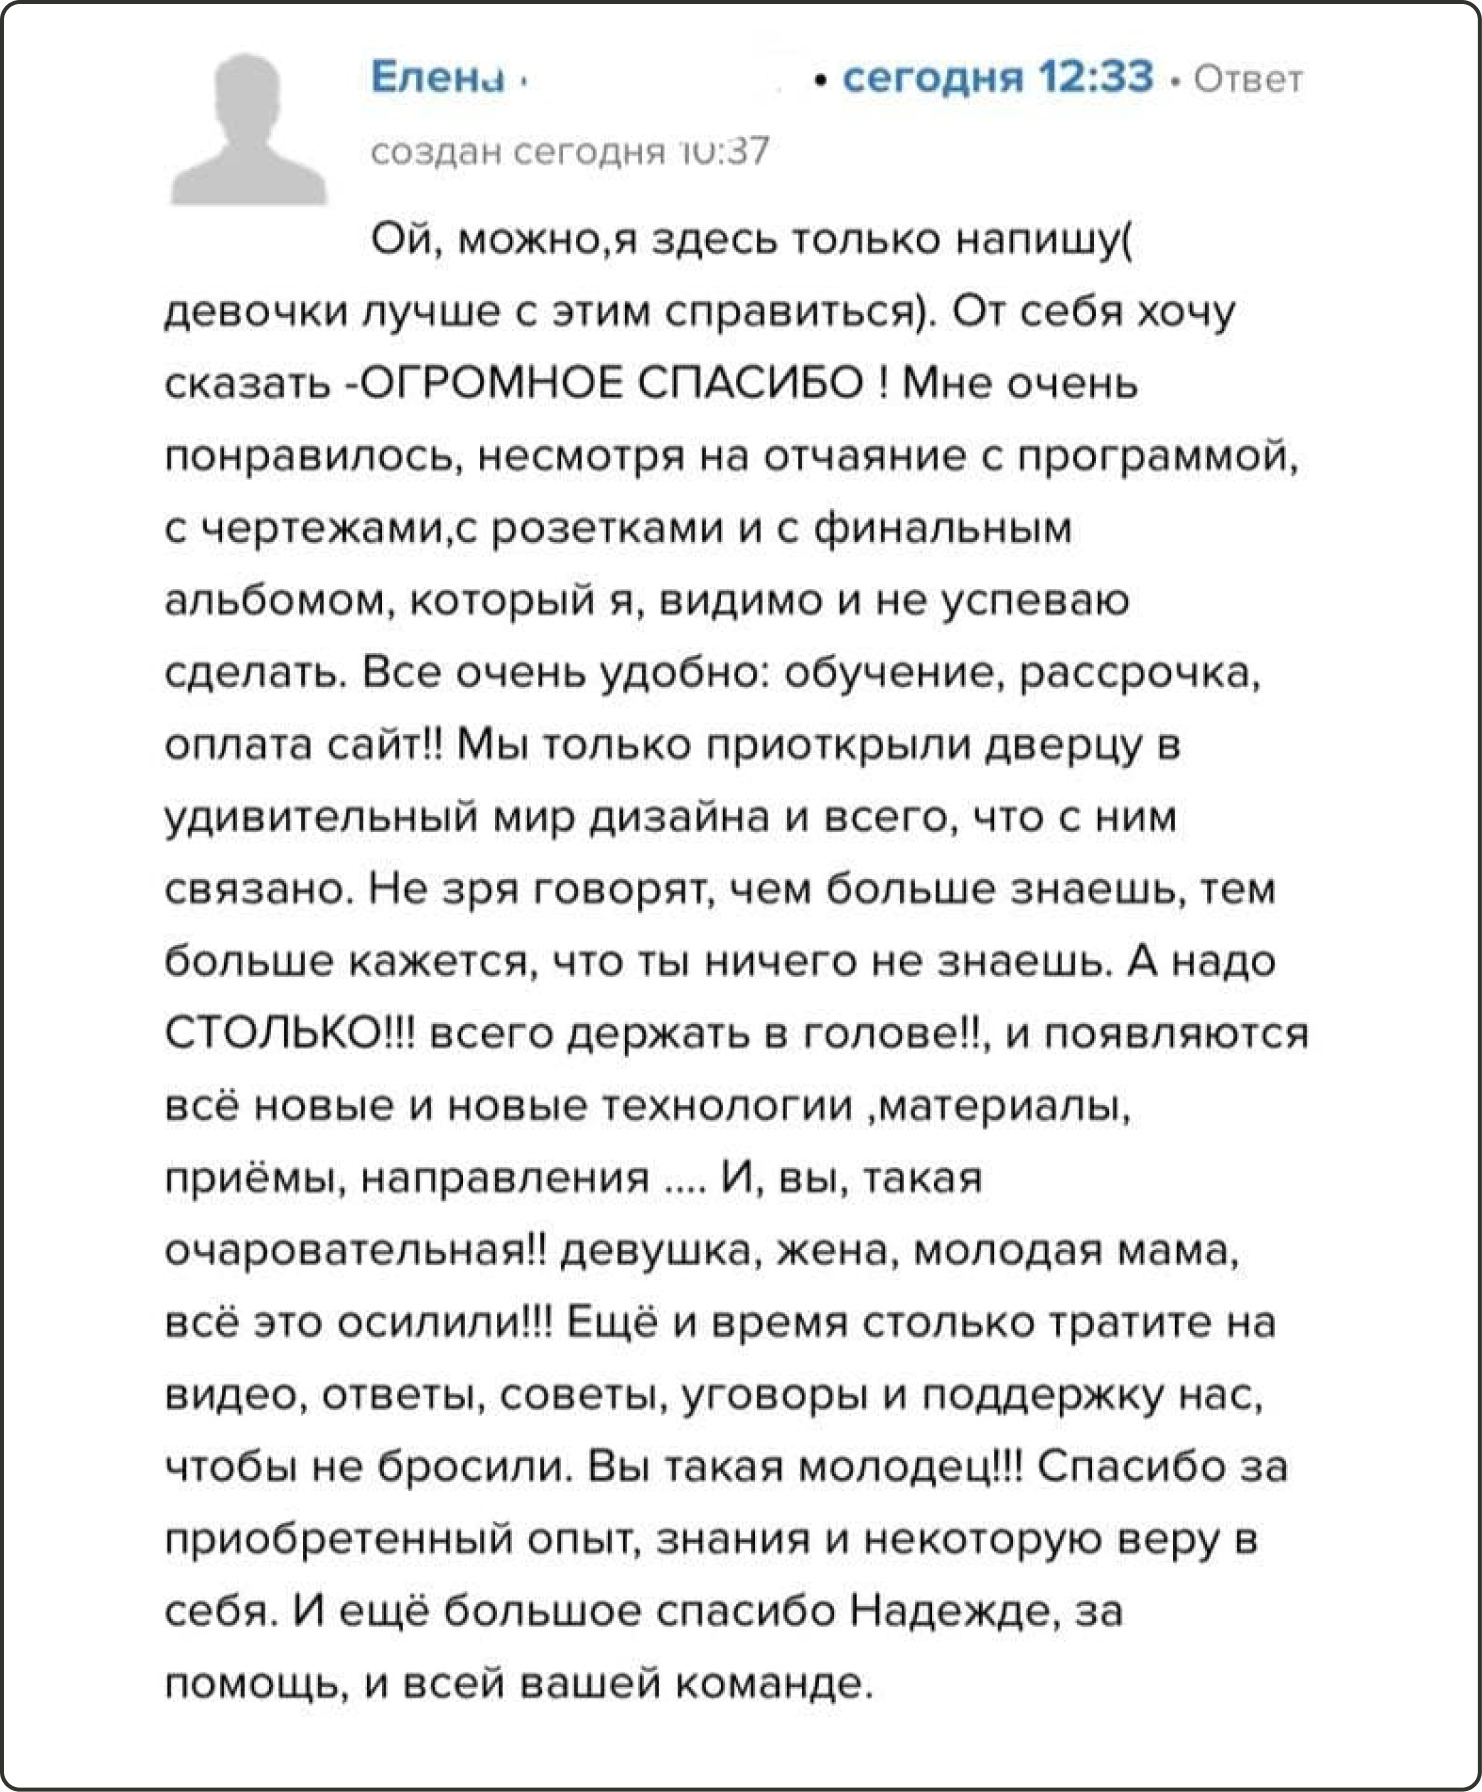 Елена • сегодня 12:33 • Ответ
создан сегодня 10:37
Ой, можно,я здесь только напишу(
девочки лучше с этим справиться). От себя хочу
сказать -ОГРОМНОЕ СПАСИБО ! Мне очень
понравилось, несмотря на отчаяние с программой,
с чертежами,с розетками и с финальным
альбомом, который я, видимо и не успеваю
сделать. Все очень удобно: обучение, рассрочка,
оплата сайт!! Мы только приоткрыли дверцу в
удивительный мир дизайна и всего, что с ним
связано. Не зря говорят, чем больше знаешь, тем
больше кажется, что ты ничего не знаешь. А надо
СТОЛЬКО!!! всего держать в голове!!, и появляются
всё новые и новые технологии ,материалы,
приёмы, направления .... И, вы, такая
очаровательная!! девушка, жена, молодая мама,
всё это осилили!!! Ещё и время столько тратите на
видео, ответы, советы, уговоры и поддержку нас,
чтобы не бросили. Вы такая молодец!!! Спасибо за
приобретенный опыт, знания и некоторую веру в
себя. И ещё большое спасибо Надежде, за
помощь, и всей вашей команде.